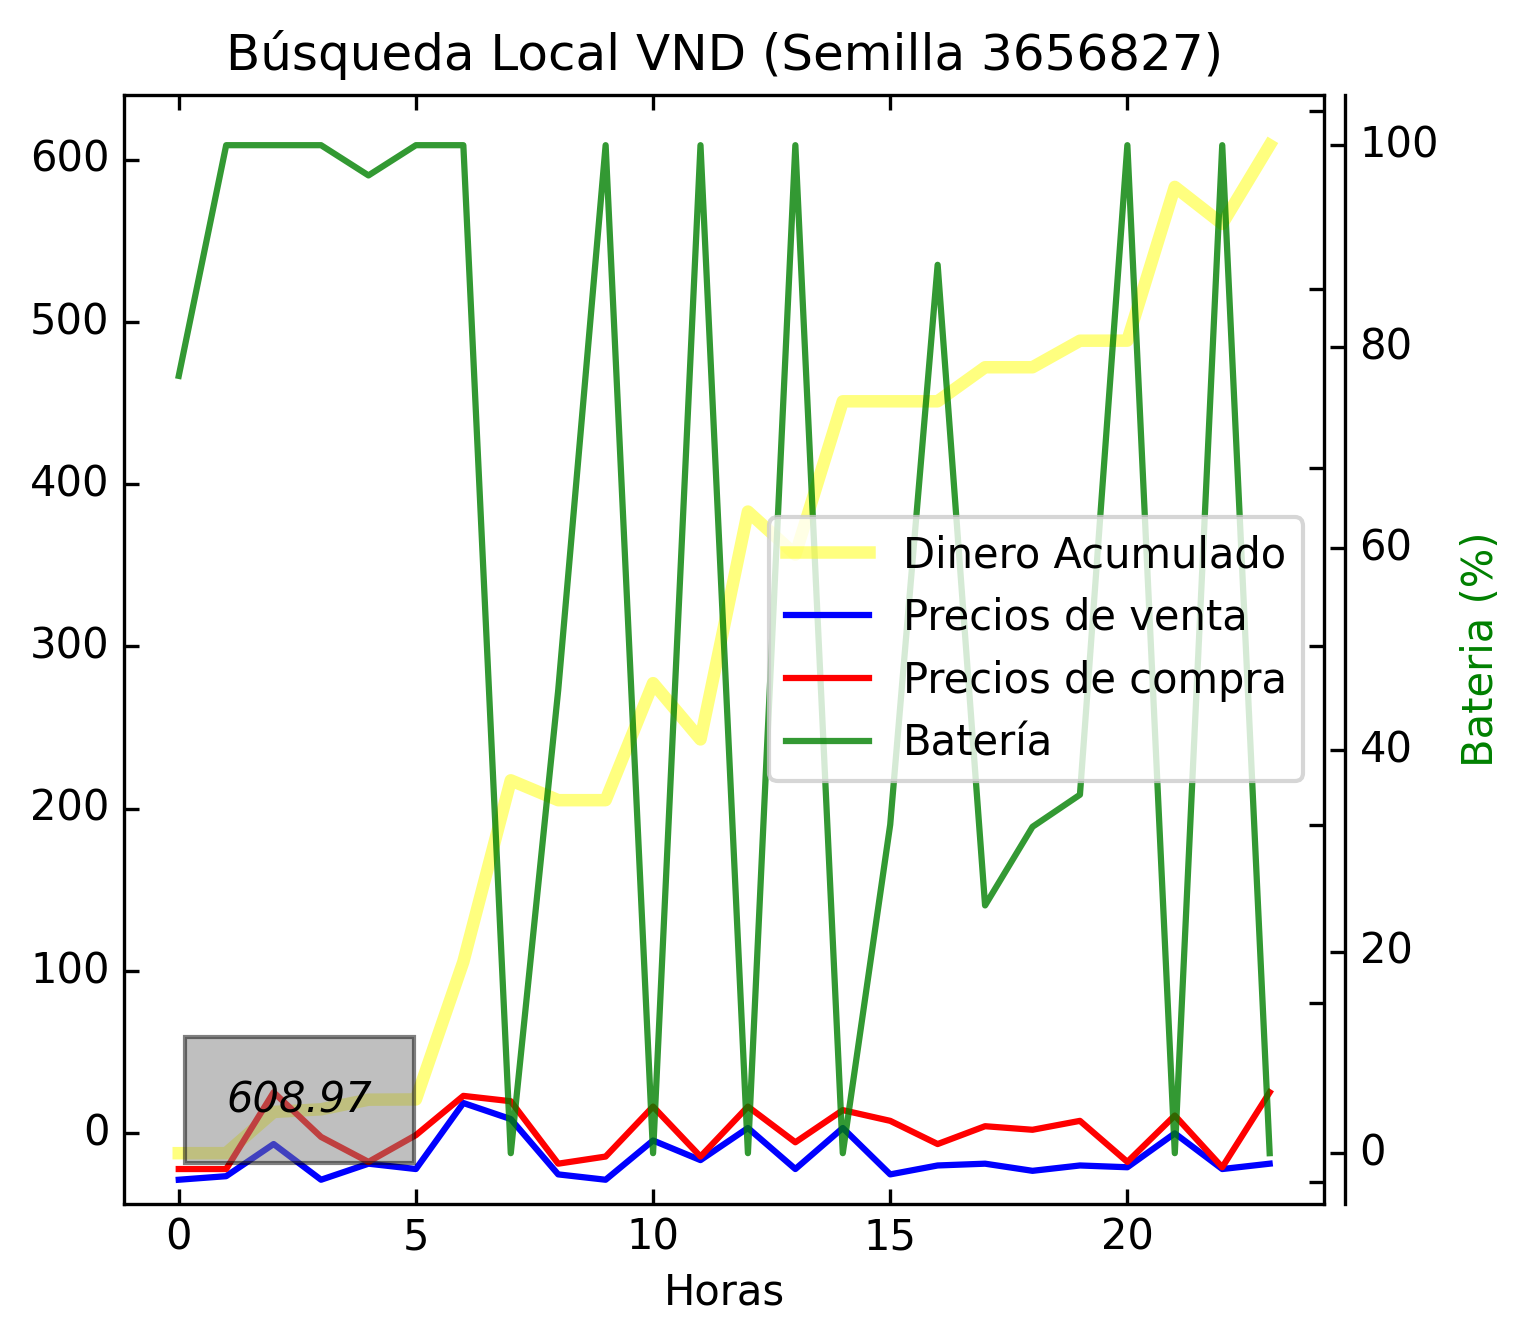 Búsqueda Local VND (Semilla 3656827)
600
500
400
300
200
100
0
100
80
60
40
20
0
Bateria (%)
Dinero Acumulado
Precios de venta
Precios de compra
Batería
608.97
0
5
10
15
20
Horas